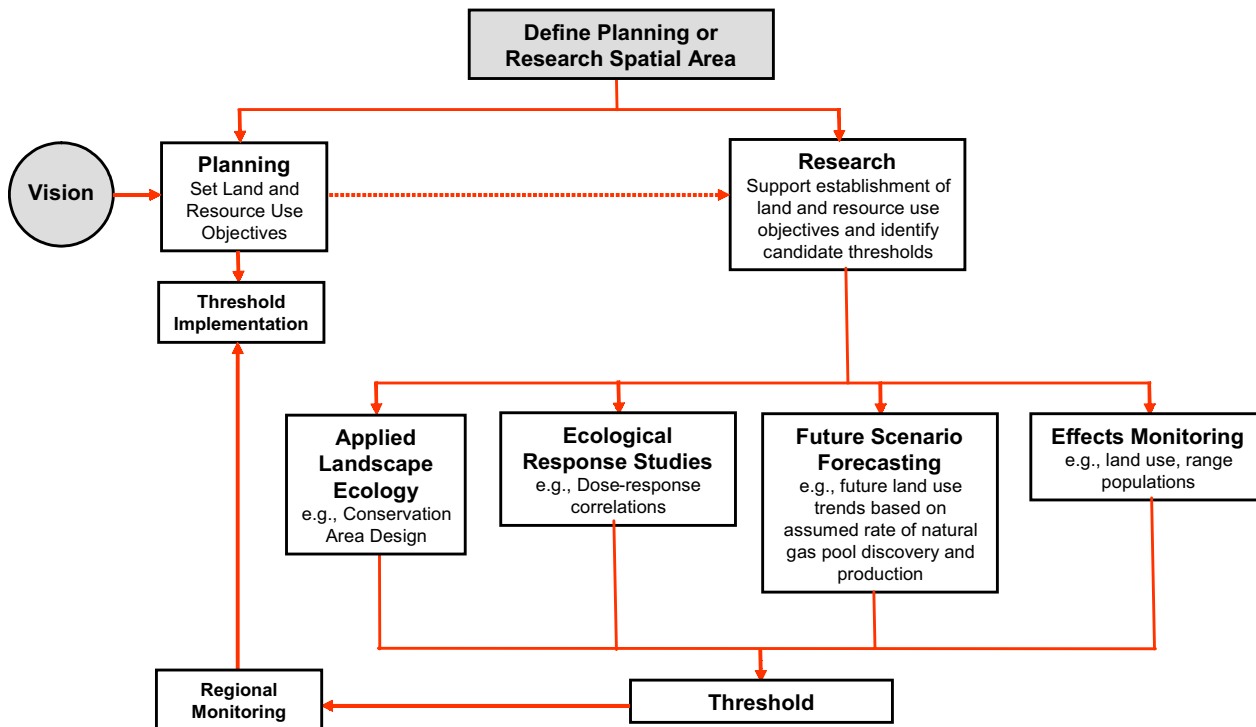 Define Planning or
Research Spatial Area
Vision
Planning
Set Land and
Resource Use
Objectives
Research
Support establishment of
land and resource use
objectives and identify
candidate thresholds
Threshold
Implementation
Applied
Landscape
Ecology
e.g., Conservation
Area Design
Ecological
Response Studies
e.g., Dose-response
correlations
Future Scenario
Forecasting
e.g., future land use
trends based on
assumed rate of natural
gas pool discovery and
production
Effects Monitoring
e.g., land use, range
populations
Regional
Monitoring
Threshold